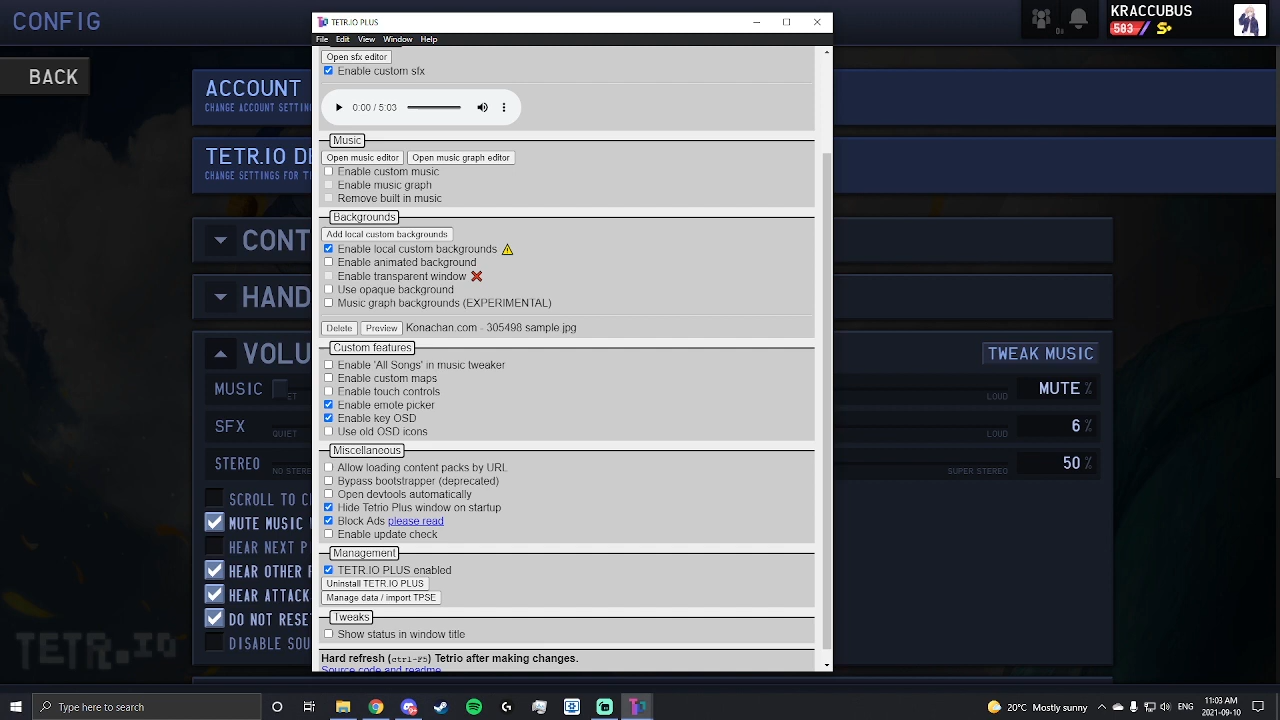 CONFIG
KRACCUBUS
583 / S+
BACK
ACCOUNT
CHANGE ACCOUNT SETTIN
TETR.IO DE
CHANGE SETTINGS FOR T
CONT
HAND
VOLU
TWEAK MUSIC
MUSIC
ET
LOUD
MUTE %
SFX
QUIET
LOUD
6 %
STEREO
NO STERE
SUPER STEREO
50 %
SCROLL TO C
MUTE MUSIC
HEAR NEXT P
HEAR OTHER
HEAR ATTACK
DO NOT RESE
DISABLE SOU
TETR.IO
TETR.IO PLUS
File Edit View Window Help
Open sfx editor
Enable custom sfx
0:00 / 5:03
Music
Open music editor Open music graph editor
Enable custom music
Enable music graph
Remove built in music
Backgrounds
Add local custom backgrounds
Enable local custom backgrounds
Enable animated background
Enable transparent window
Use opaque background
Music graph backgrounds (EXPERIMENTAL)
Delete Preview Konachan.com - 305498 sample.jpg
Custom features
Enable 'All Songs' in music tweaker
Enable custom maps
Enable touch controls
Enable emote picker
Enable key OSD
Use old OSD icons
Miscellaneous
Allow loading content packs by URL
Bypass bootstrapper (deprecated)
Open devtools automatically
Hide Tetrio Plus window on startup
Block Ads please read
Enable update check
Management
TETR.IO PLUS enabled
Uninstall TETR.IO PLUS
Manage data / import TPSE
Tweaks
Show status in window title
Hard refresh (ctrl-F5) Tetrio after making changes.
Source code and readme
Type here to search
20°C Mostly sunny
11:09 AM
2021-09-10